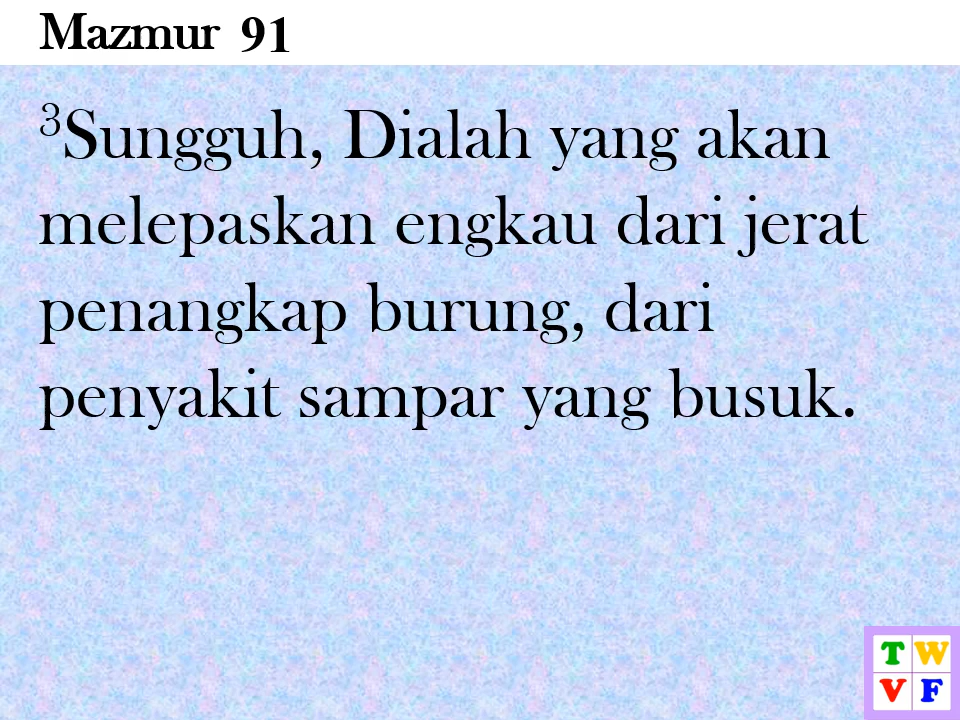 Mazmur 91
³Sungguh, Dialah yang akan
melepaskan engkau dari jerat
penangkap burung, dari
penyakit sampar yang busuk.
T W
V F